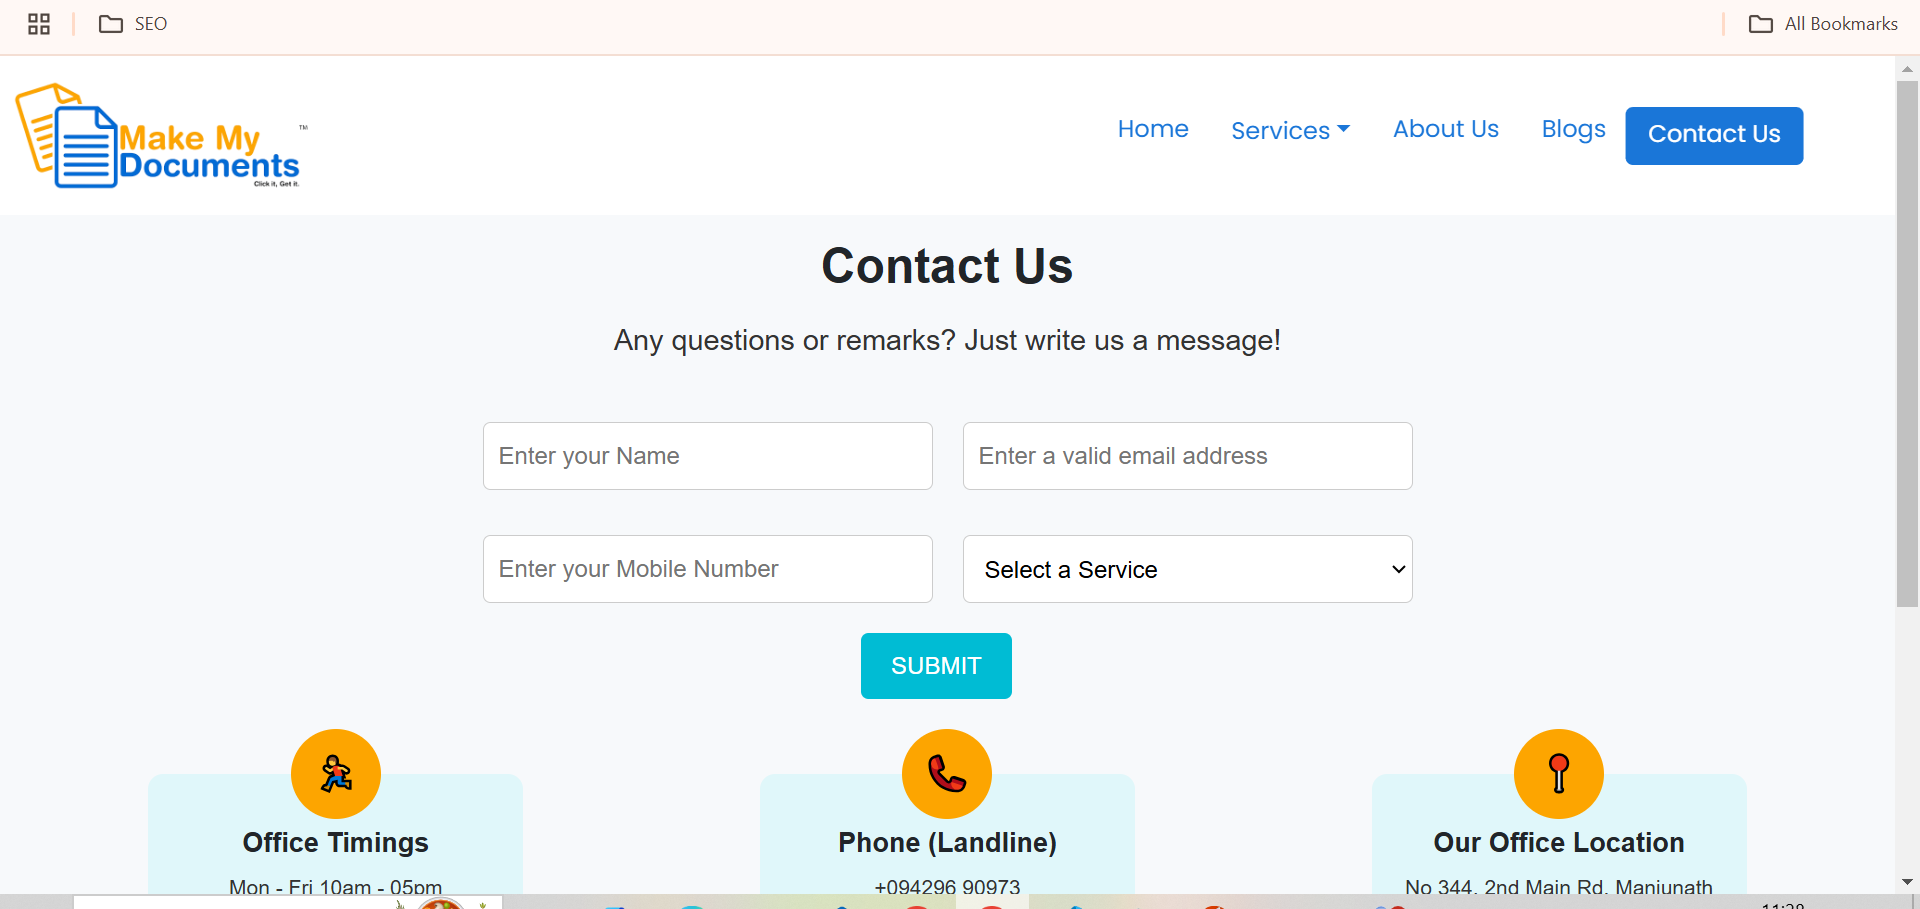 SEO
All Bookmarks
Make My
Documents
TM
Click it, Get it.
Home
Services
About Us
Blogs
Contact Us
Contact Us
Any questions or remarks? Just write us a message!
Enter your Name
Enter a valid email address
Enter your Mobile Number
Select a Service
SUBMIT
Office Timings
Mon - Fri 10am - 05pm
Phone (Landline)
+094296 90973
Our Office Location
No 344, 2nd Main Rd, Manjunath